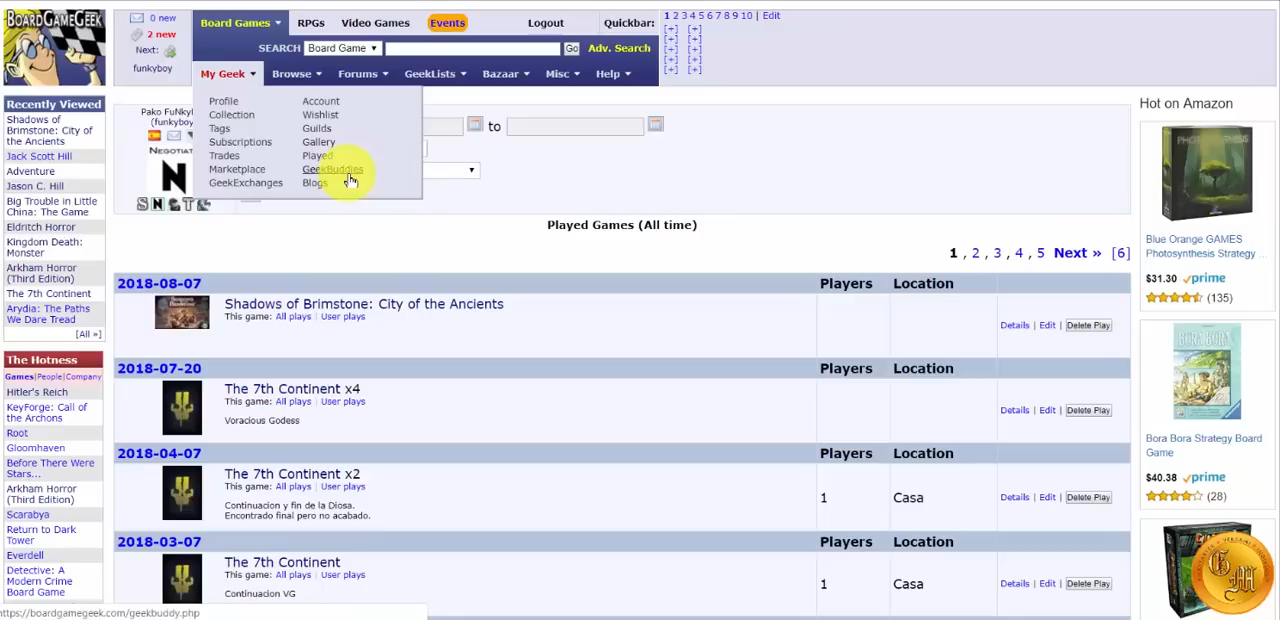 BOARDGAMEGEEK
0 new
2 new
Next:
funkyboy
Board Games
RPGs
Video Games
Events
Logout
Quickbar:
1 2 3 4 5 6 7 8 9 10 | Edit
[+] [+]
[+] [+]
[+] [+]
[+] [+]
[+] [+]
SEARCH
Board Game
Go
Adv. Search
My Geek
Browse
Forums
GeekLists
Bazaar
Misc
Help
Profile
Account
Collection
Wishlist
Tags
Guilds
Subscriptions
Gallery
Trades
Played
Marketplace
GeekBuddies
GeekExchanges
Blogs
Recently Viewed
Shadows of
Brimstone: City of
the Ancients
Jack Scott Hill
Adventure
Jason C. Hill
Big Trouble in Little
China: The Game
Eldritch Horror
Kingdom Death:
Monster
Arkham Horror
(Third Edition)
The 7th Continent
Arydia: The Paths
We Dare Tread
[All »]
The Hotness
Games|People|Company
Hitler's Reich
KeyForge: Call of
the Archons
Root
Gloomhaven
Before There Were
Stars...
Arkham Horror
(Third Edition)
Scarabya
Return to Dark
Tower
Everdell
Detective: A
Modern Crime
Board Game
(funkyboy
N
to
Played Games (All time)
1 , 2 , 3 , 4 , 5 Next » [6]
2018-08-07 Players Location
Shadows of Brimstone: City of the Ancients
This game: All plays | User plays
Details | Edit | Delete Play
2018-07-20 Players Location
The 7th Continent x4
This game: All plays | User plays
Voracious Godess
Details | Edit | Delete Play
2018-04-07 Players Location
The 7th Continent x2
This game: All plays | User plays
Continuacion y fin de la Diosa.
Encontrado final pero no acabado.
1 Casa
Details | Edit | Delete Play
2018-03-07 Players Location
The 7th Continent
This game: All plays | User plays
Continuacion VG
1 Casa
Details | Edit | Delete Play
Hot on Amazon
Blue Orange GAMES
Photosynthesis Strategy ...
$31.30 prime
(135)
BORA BORA
Bora Bora Strategy Board
Game
$40.38 prime
(28)
https://boardgamegeek.com/geekbuddy.php